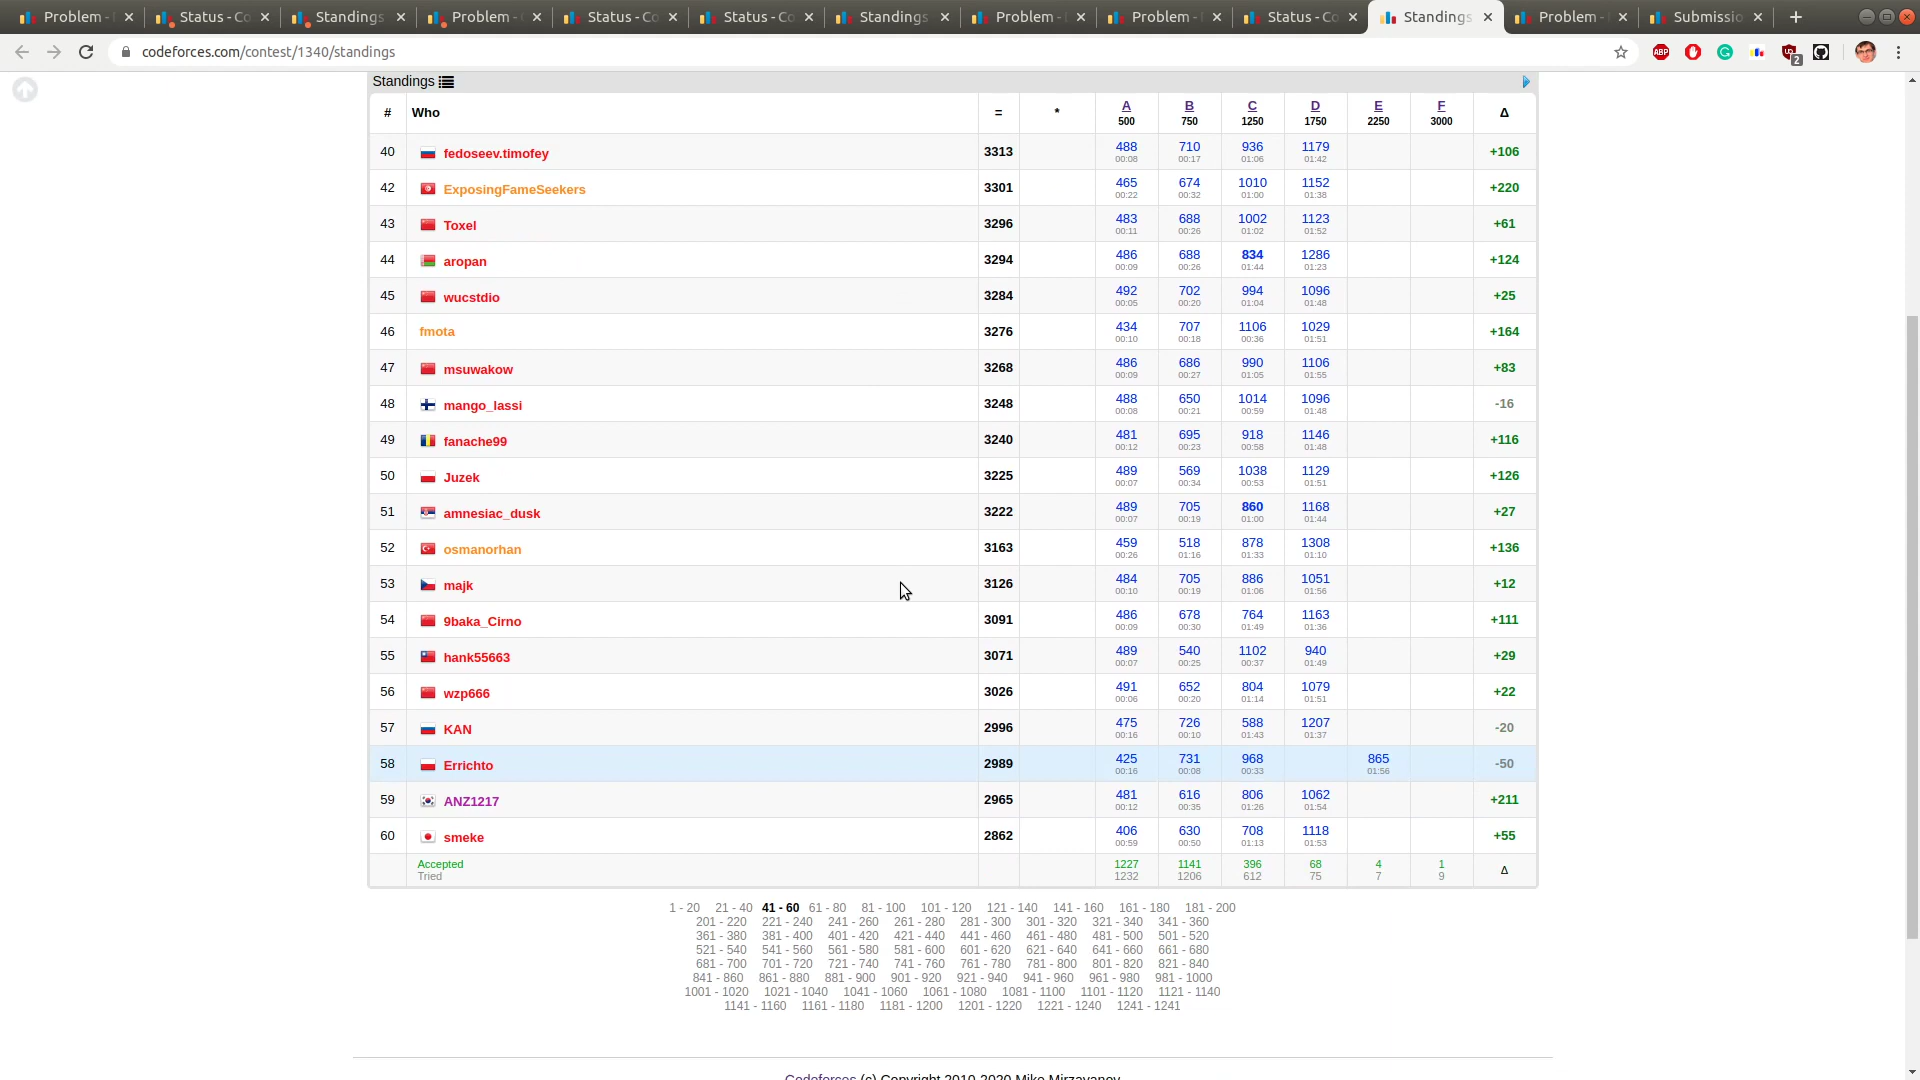 Problem - Status - Co Standings Problem - Status - Co Status - Co Standings Problem - Problem - Status - Co Standings Problem - Submissio
codeforces.com/contest/1340/standings
ABP 2
Standings
# Who = * A B C D E F Δ
500 750 1250 1750 2250 3000
40 fedoseev.timofey 3313 488 710 936 1179 +106
00:08 00:17 01:06 01:42
42 ExposingFameSeekers 3301 465 674 1010 1152 +220
00:22 00:32 01:00 01:38
43 Toxel 3296 483 688 1002 1123 +61
00:11 00:26 01:02 01:52
44 aropan 3294 486 688 834 1286 +124
00:09 00:26 01:44 01:23
45 wucstdio 3284 492 702 994 1096 +25
00:05 00:20 01:04 01:48
46 fmota 3276 434 707 1106 1029 +164
00:10 00:18 00:36 01:51
47 msuwakow 3268 486 686 990 1106 +83
00:09 00:27 01:05 01:55
48 mango_lassi 3248 488 650 1014 1096 -16
00:08 00:21 00:59 01:48
49 fanache99 3240 481 695 918 1146 +116
00:12 00:23 00:58 01:48
50 Juzek 3225 489 569 1038 1129 +126
00:07 00:34 00:53 01:51
51 amnesiac_dusk 3222 489 705 860 1168 +27
00:07 00:19 01:00 01:44
52 osmanorhan 3163 459 518 878 1308 +136
00:26 01:16 01:33 01:10
53 majk 3126 484 705 886 1051 +12
00:10 00:19 01:06 01:56
54 9baka_Cirno 3091 486 678 764 1163 +111
00:09 00:30 01:49 01:36
55 hank55663 3071 489 540 1102 940 +29
00:07 00:25 00:37 01:49
56 wzp666 3026 491 652 804 1079 +22
00:06 00:20 01:14 01:51
57 KAN 2996 475 726 588 1207 -20
00:16 00:10 01:43 01:37
58 Errichto 2989 425 731 968 865 -50
00:16 00:08 00:33 01:56
59 ANZ1217 2965 481 616 806 1062 +211
00:12 00:35 01:26 01:54
60 smeke 2862 406 630 708 1118 +55
00:59 00:50 01:13 01:53
Accepted 1227 1141 396 68 4 1 Δ
Tried 1232 1206 612 75 7 9
1 - 20 21 - 40 41 - 60 61 - 80 81 - 100 101 - 120 121 - 140 141 - 160 161 - 180 181 - 200
201 - 220 221 - 240 241 - 260 261 - 280 281 - 300 301 - 320 321 - 340 341 - 360
361 - 380 381 - 400 401 - 420 421 - 440 441 - 460 461 - 480 481 - 500 501 - 520
521 - 540 541 - 560 561 - 580 581 - 600 601 - 620 621 - 640 641 - 660 661 - 680
681 - 700 701 - 720 721 - 740 741 - 760 761 - 780 781 - 800 801 - 820 821 - 840
841 - 860 861 - 880 881 - 900 901 - 920 921 - 940 941 - 960 961 - 980 981 - 1000
1001 - 1020 1021 - 1040 1041 - 1060 1061 - 1080 1081 - 1100 1101 - 1120 1121 - 1140
1141 - 1160 1161 - 1180 1181 - 1200 1201 - 1220 1221 - 1240 1241 - 1241
Codeforces (c) Copyright 2010-2020 Mike Mirzayanov